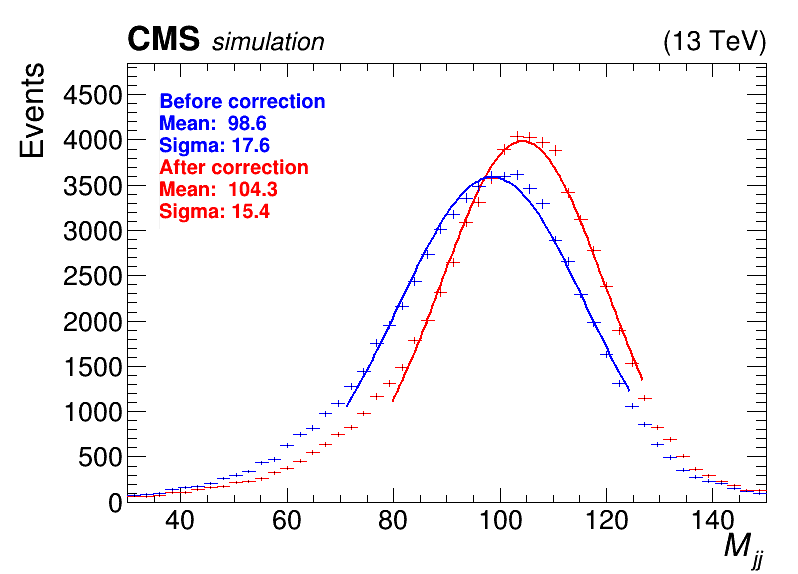 CMS simulation (13 TeV)
Events
4500
4000
3500
3000
2500
2000
1500
1000
500
0
Before correction
Mean: 98.6
Sigma: 17.6
After correction
Mean: 104.3
Sigma: 15.4
40 60 80 100 120 140
M_jj